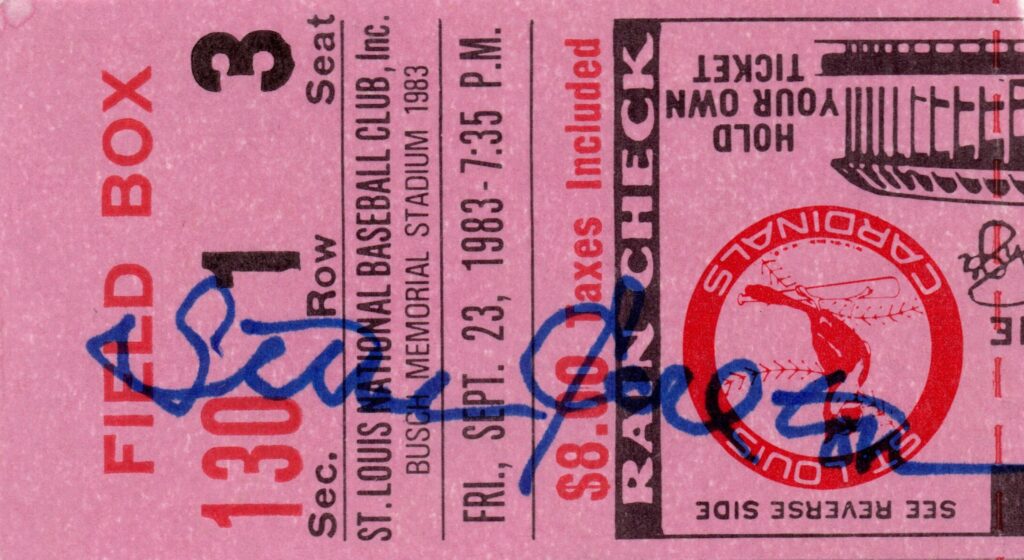 FIELD BOX
130 1 3
Sec. Row Seat
ST. LOUIS NATIONAL BASEBALL CLUB, Inc.
BUSCH MEMORIAL STADIUM 1983
FRI., SEPT. 23, 1983 - 7:35 P.M.
$8.00 Taxes Included
RAIN CHECK
HOLD
YOUR OWN
TICKET
ST. LOUIS
CARDINALS
SEE REVERSE SIDE
Steve Carlton